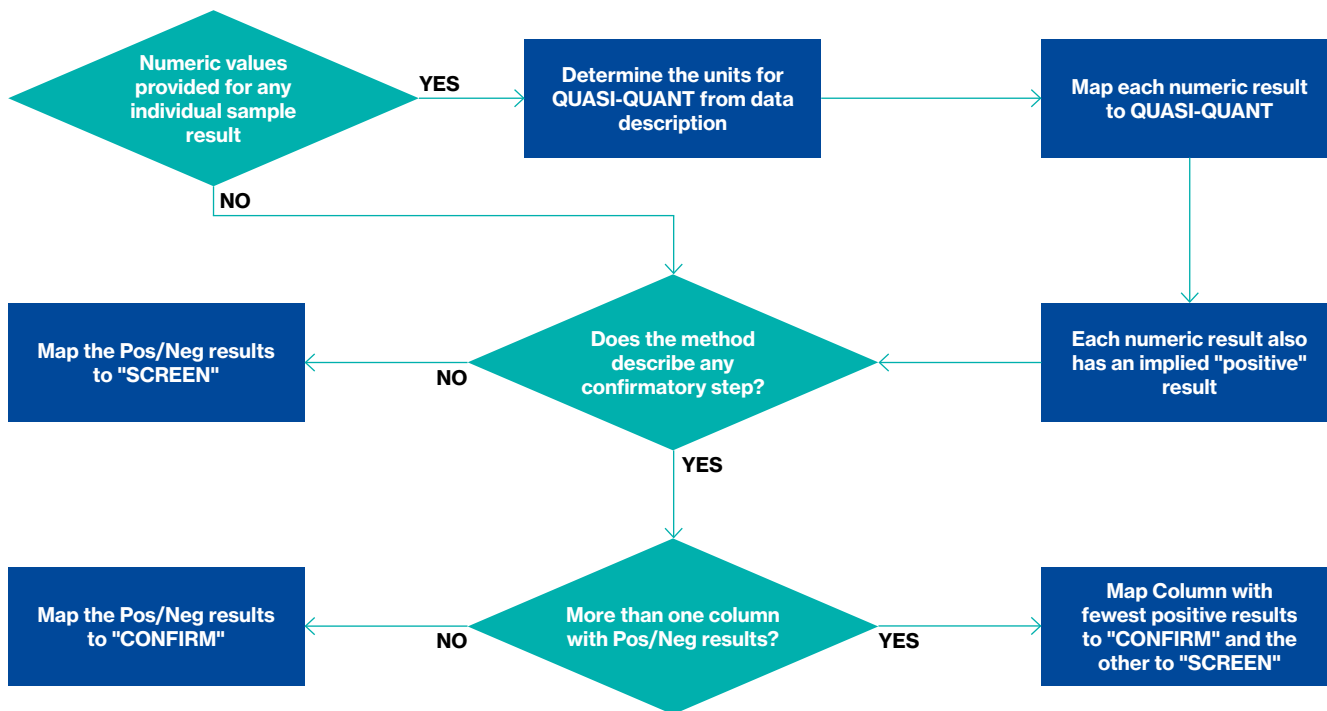 Numeric values
provided for any
individual sample
result
YES
Determine the units for
QUASI-QUANT from data
description
Map each numeric result
to QUASI-QUANT
NO
Map the Pos/Neg results
to "SCREEN"
NO
Does the method
describe any
confirmatory step?
Each numeric result also
has an implied "positive"
result
YES
Map the Pos/Neg results
to "CONFIRM"
NO
More than one column
with Pos/Neg results?
YES
Map Column with
fewest positive results
to "CONFIRM" and the
other to "SCREEN"